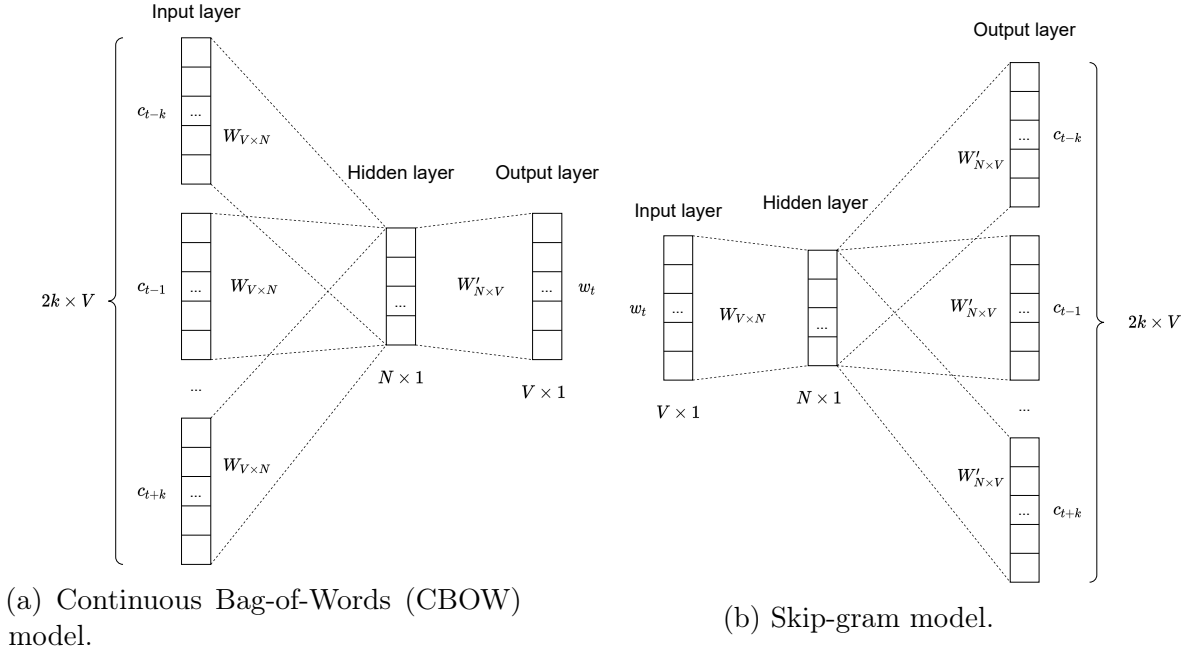 Input layer
c_{t-k}
...
W_{V×N}
Hidden layer
Output layer
2k × V
c_{t-1}
...
W_{V×N}
...
W'_{N×V}
...
w_t
N × 1
V × 1
...
W_{V×N}
c_{t+k}
...
(a) Continuous Bag-of-Words (CBOW)
model.
Output layer
...
c_{t-k}
W'_{N×V}
Input layer
Hidden layer
w_t
...
W_{V×N}
...
W'_{N×V}
...
c_{t-1}
2k × V
V × 1
N × 1
...
W'_{N×V}
...
c_{t+k}
(b) Skip-gram model.